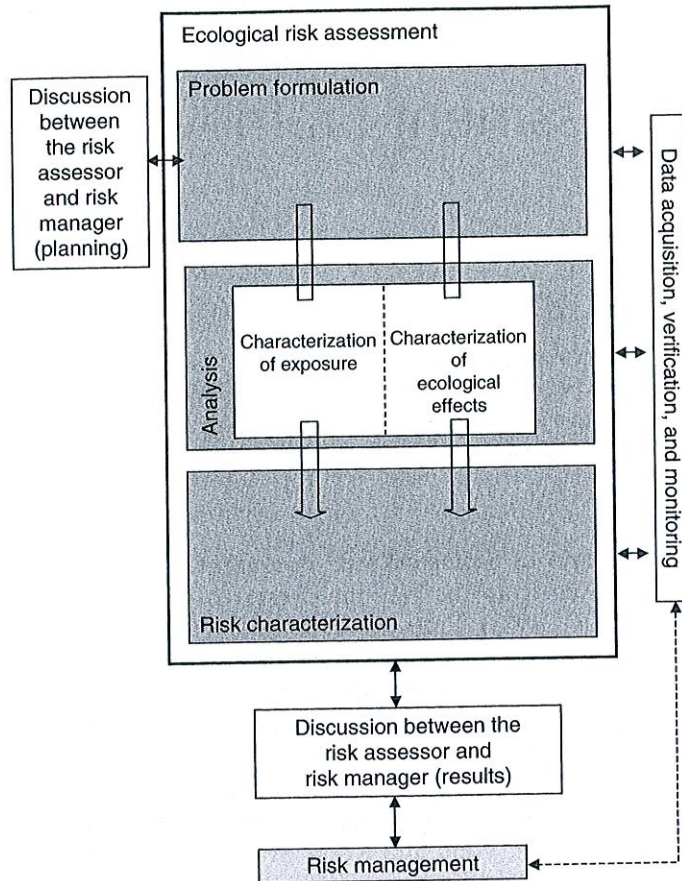 Ecological risk assessment
Problem formulation
Discussion
between
the risk
assessor
and risk
manager
(planning)
Data acquisition, verification, and monitoring
Analysis
Characterization
of exposure
Characterization
of
ecological
effects
Risk characterization
Discussion between the
risk assessor and
risk manager (results)
Risk management